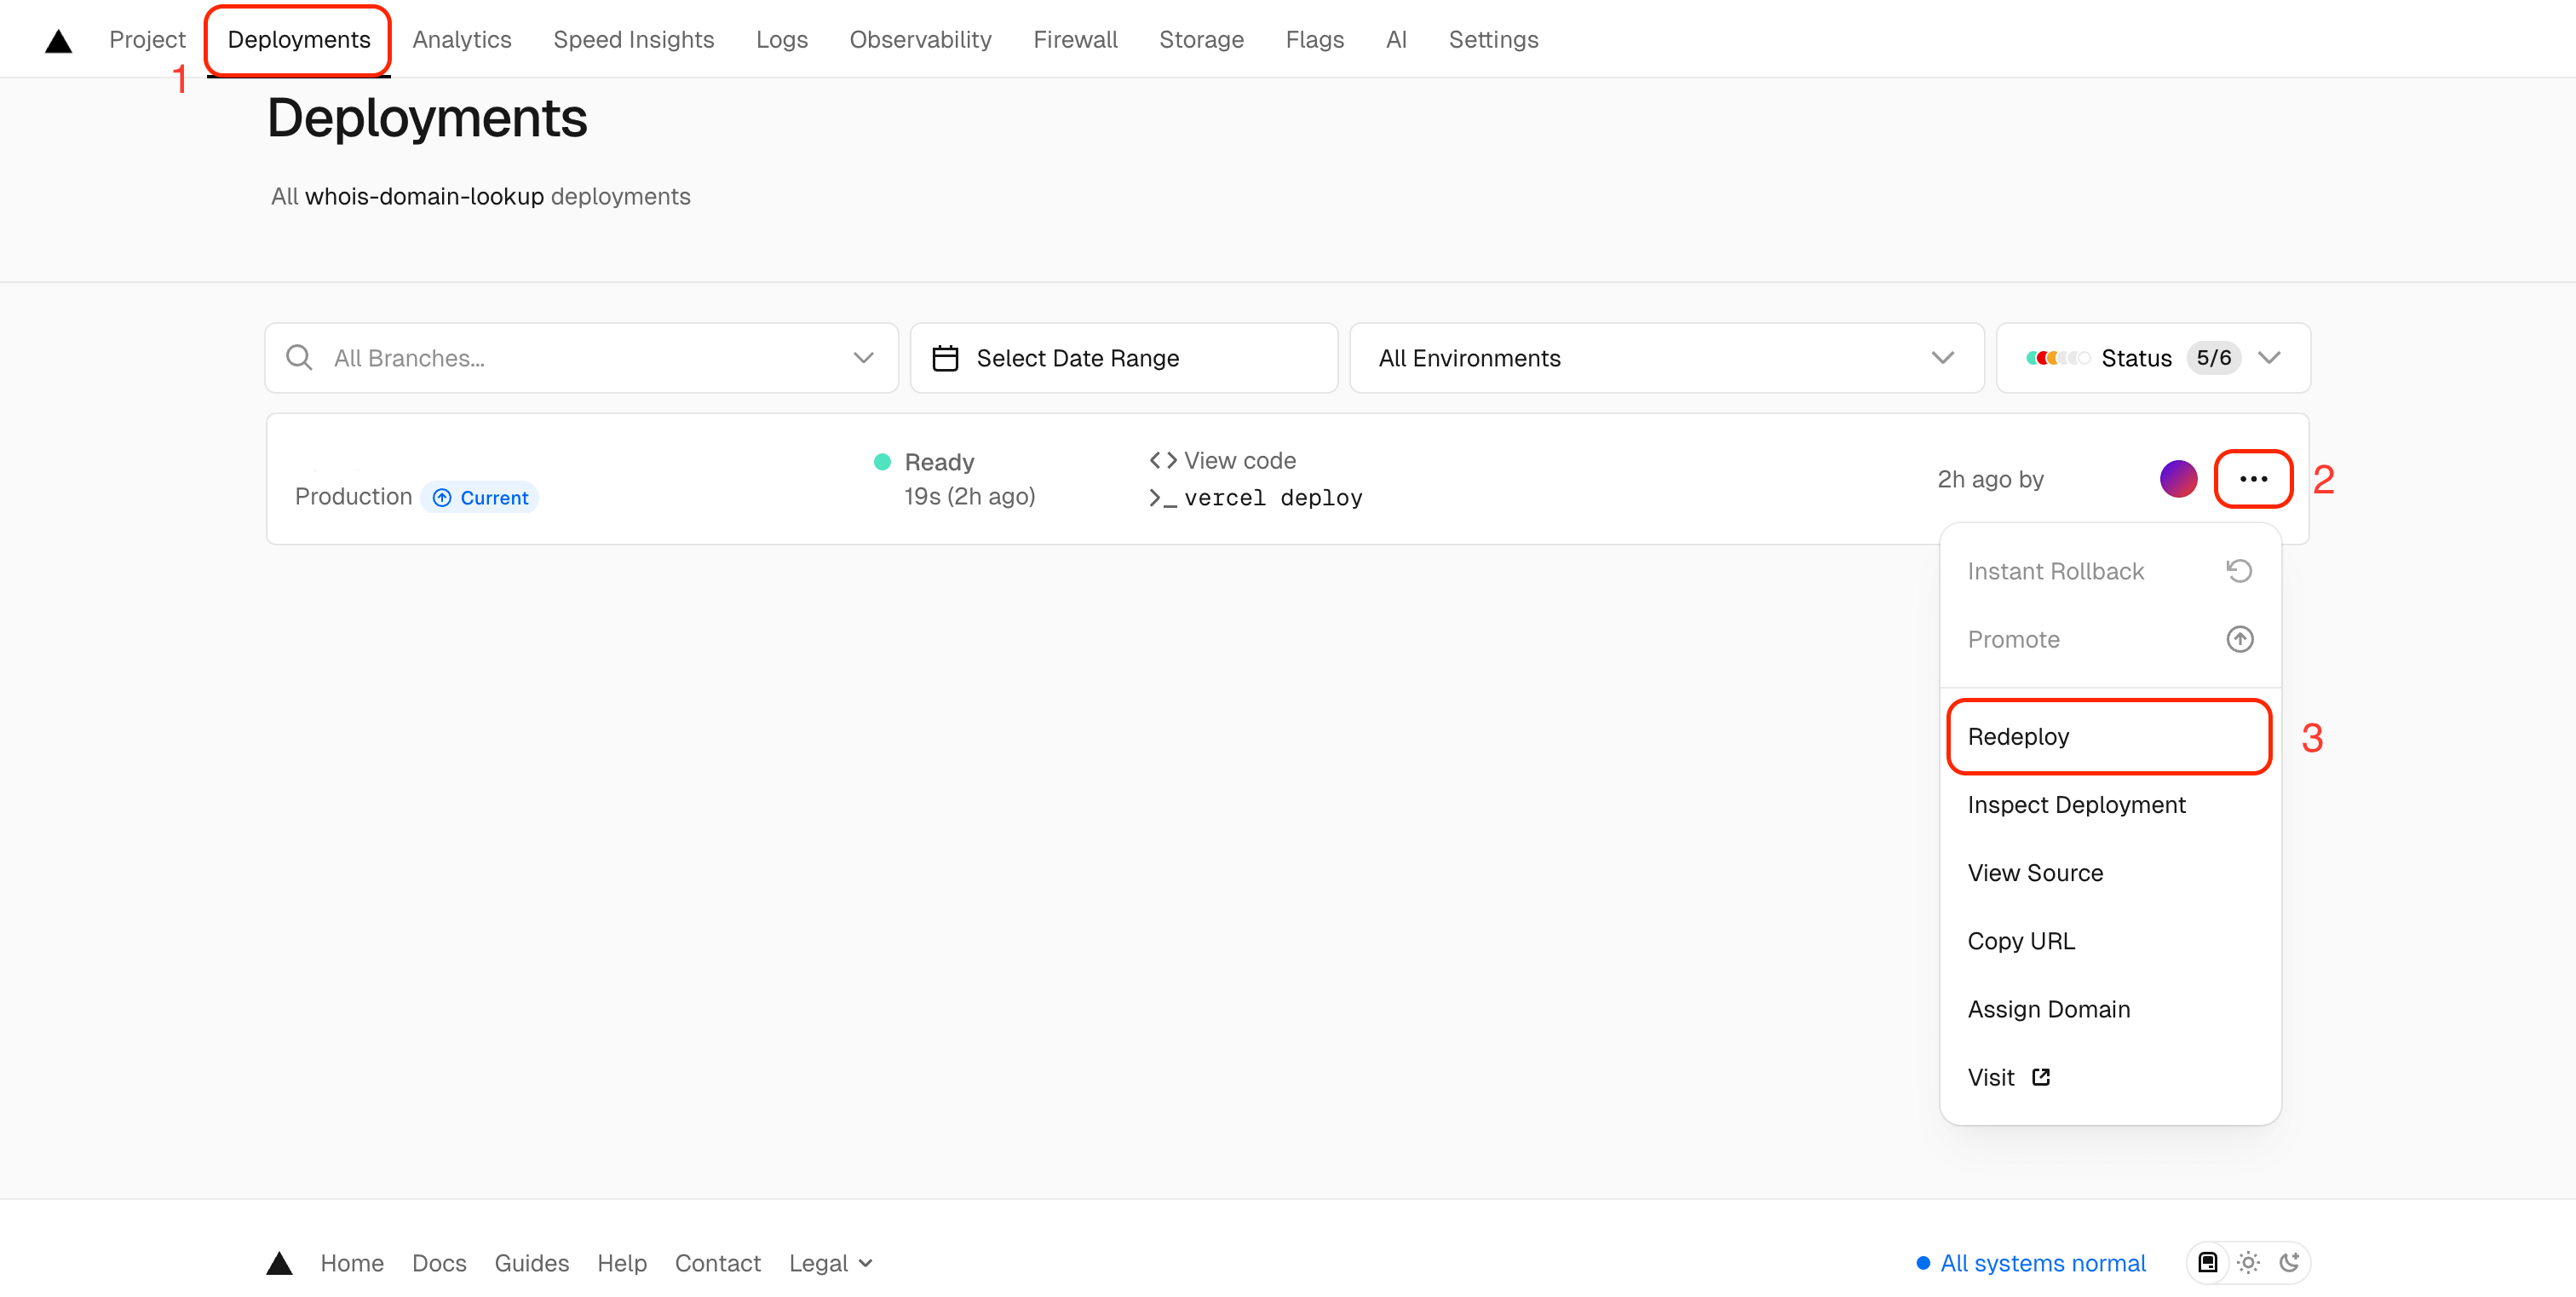 Project Deployments Analytics Speed Insights Logs Observability Firewall Storage Flags AI Settings
1
Deployments
All whois-domain-lookup deployments
All Branches... Select Date Range All Environments Status 5/6
Ready View code
2h ago by 2
Production Current 19s (2h ago) >_ vercel deploy
Instant Rollback
Promote
Redeploy 3
Inspect Deployment
View Source
Copy URL
Assign Domain
Visit
Home Docs Guides Help Contact Legal All systems normal